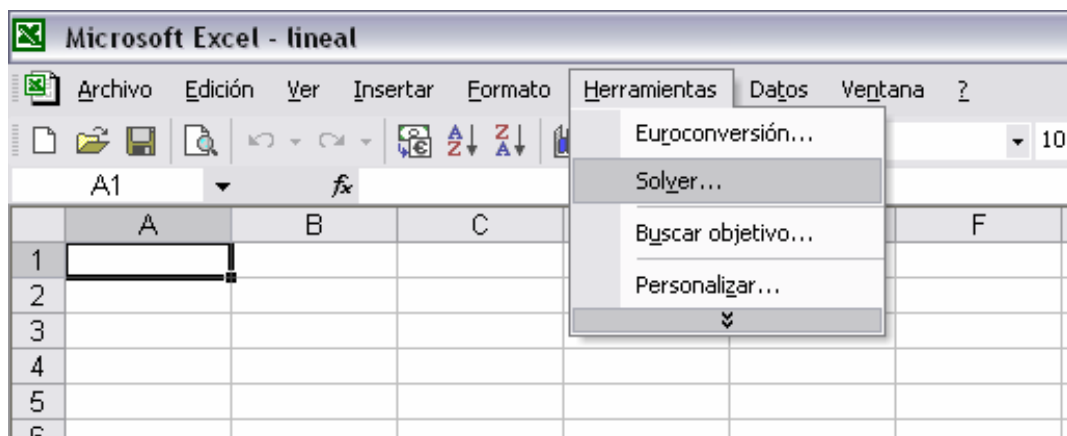 Microsoft Excel - lineal
Archivo Edición Ver Insertar Formato Herramientas Datos Ventana ?
Euroconversión...
10
Solver...
A1 fx
A B C F
Buscar objetivo...
1
Personalizar...
2
3
4
5